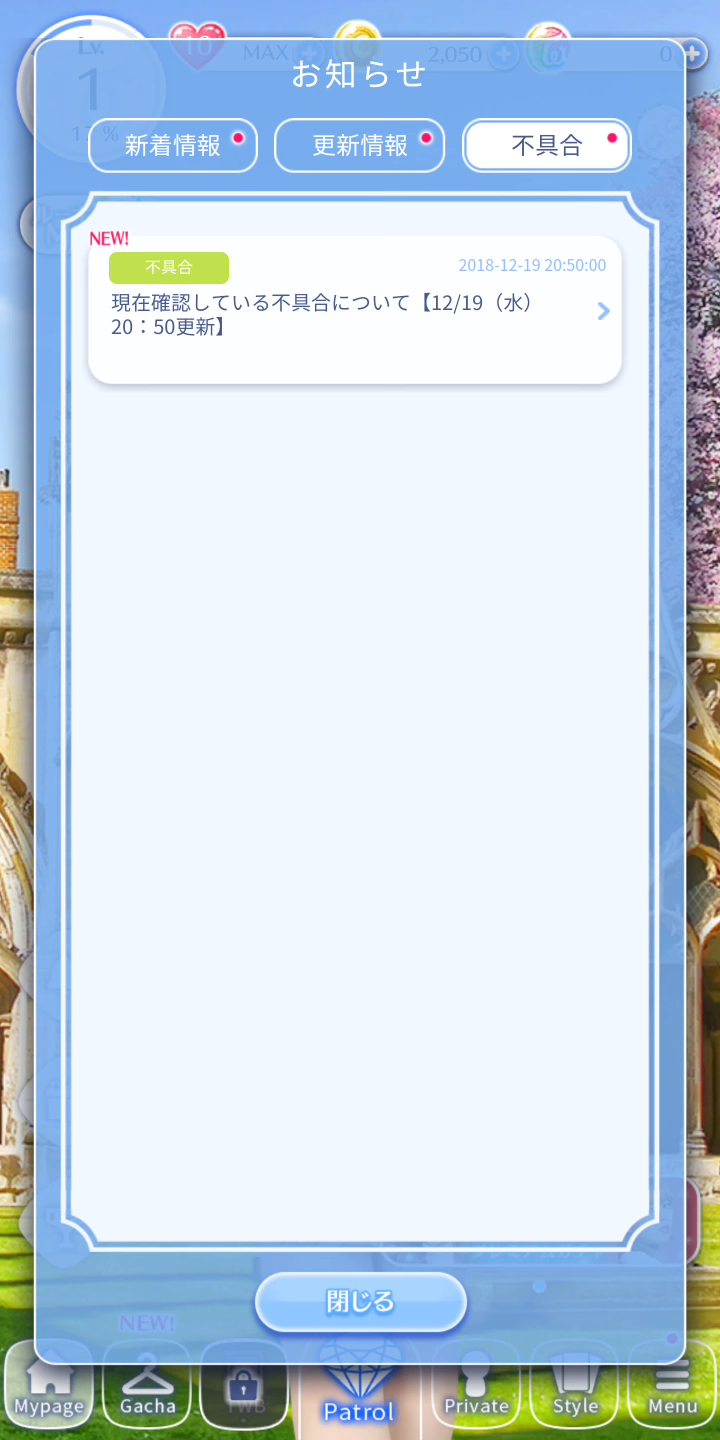 Lv.
10
MAX
2,050
0
1
お知らせ
新着情報
更新情報
不具合
NEW!
不具合
2018-12-19 20:50:00
現在確認している不具合について【12/19（水）
20：50更新】
閉じる
NEW!
Mypage
Gacha
Patrol
Private
Style
Menu